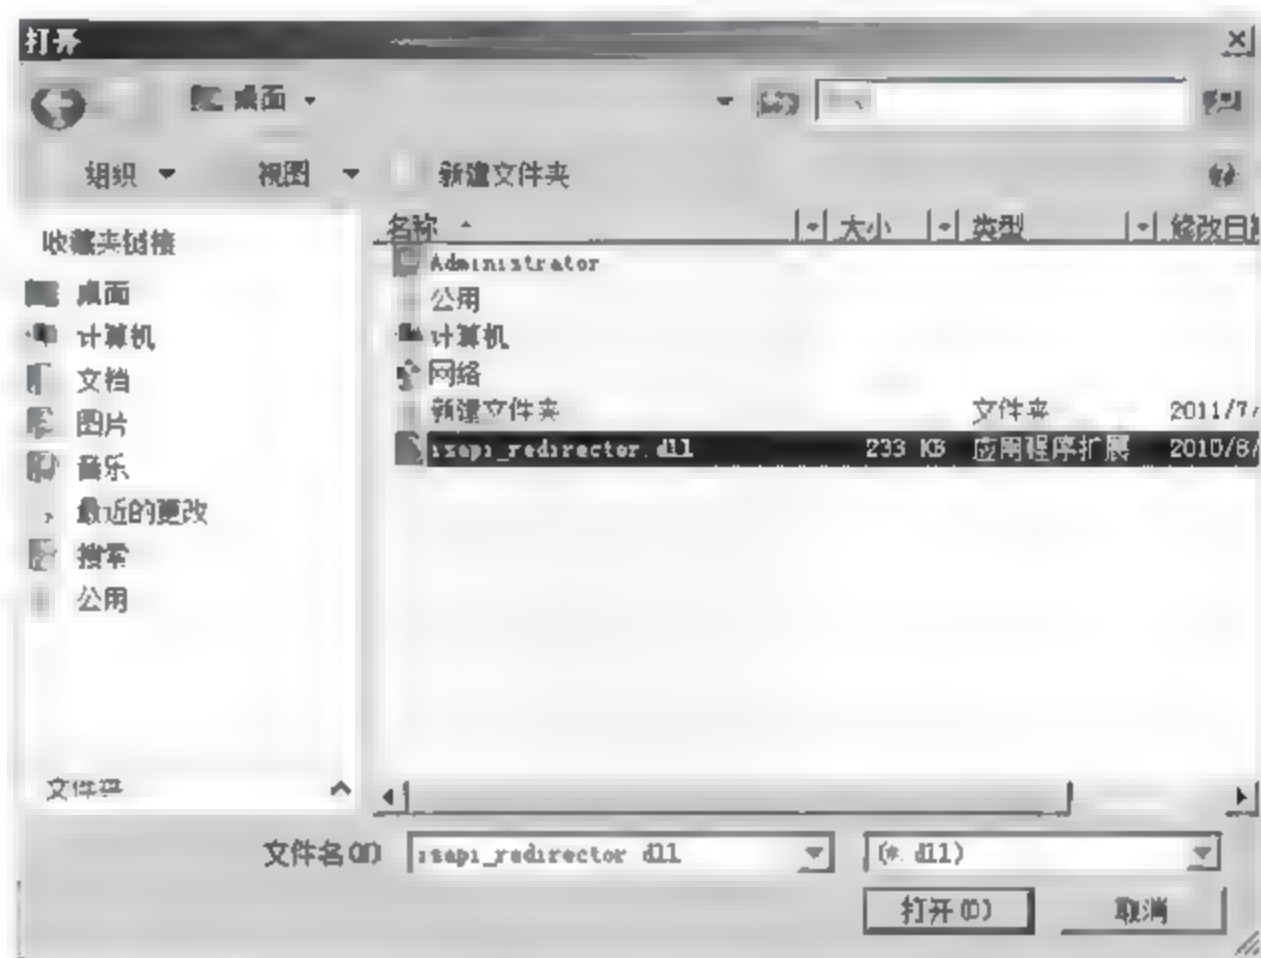 打开
桌面
组织 视图 新建文件夹
收藏夹链接
桌面
计算机
文档
图片
音乐
最近的更改
搜索
公用
文件夹
名称 大小 类型 修改日期
Administrator
公用
计算机
网络
新建文件夹 文件夹 2011/7/
isapi_redirector.dll 233 KB 应用程序扩展 2010/8/
文件名(N) isapi_redirector.dll (*.dll)
打开(O) 取消